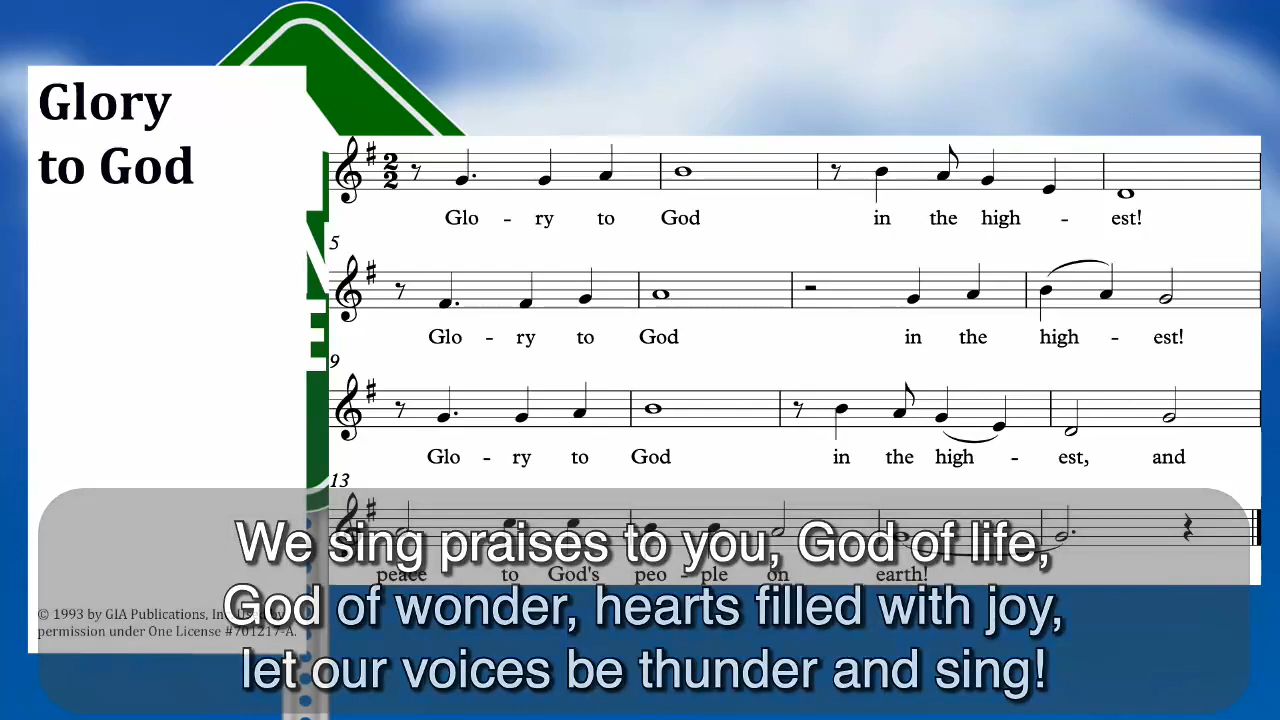 Glory
to God
2
2
Glo - ry to God in the high - est!
5
Glo - ry to God in the high - est!
9
Glo - ry to God in the high - est, and
13
peace to God's peo - ple on earth!
We sing praises to you, God of life,
God of wonder, hearts filled with joy,
let our voices be thunder and sing!
© 1993 by GIA Publications, In
permission under One License #701217-A.